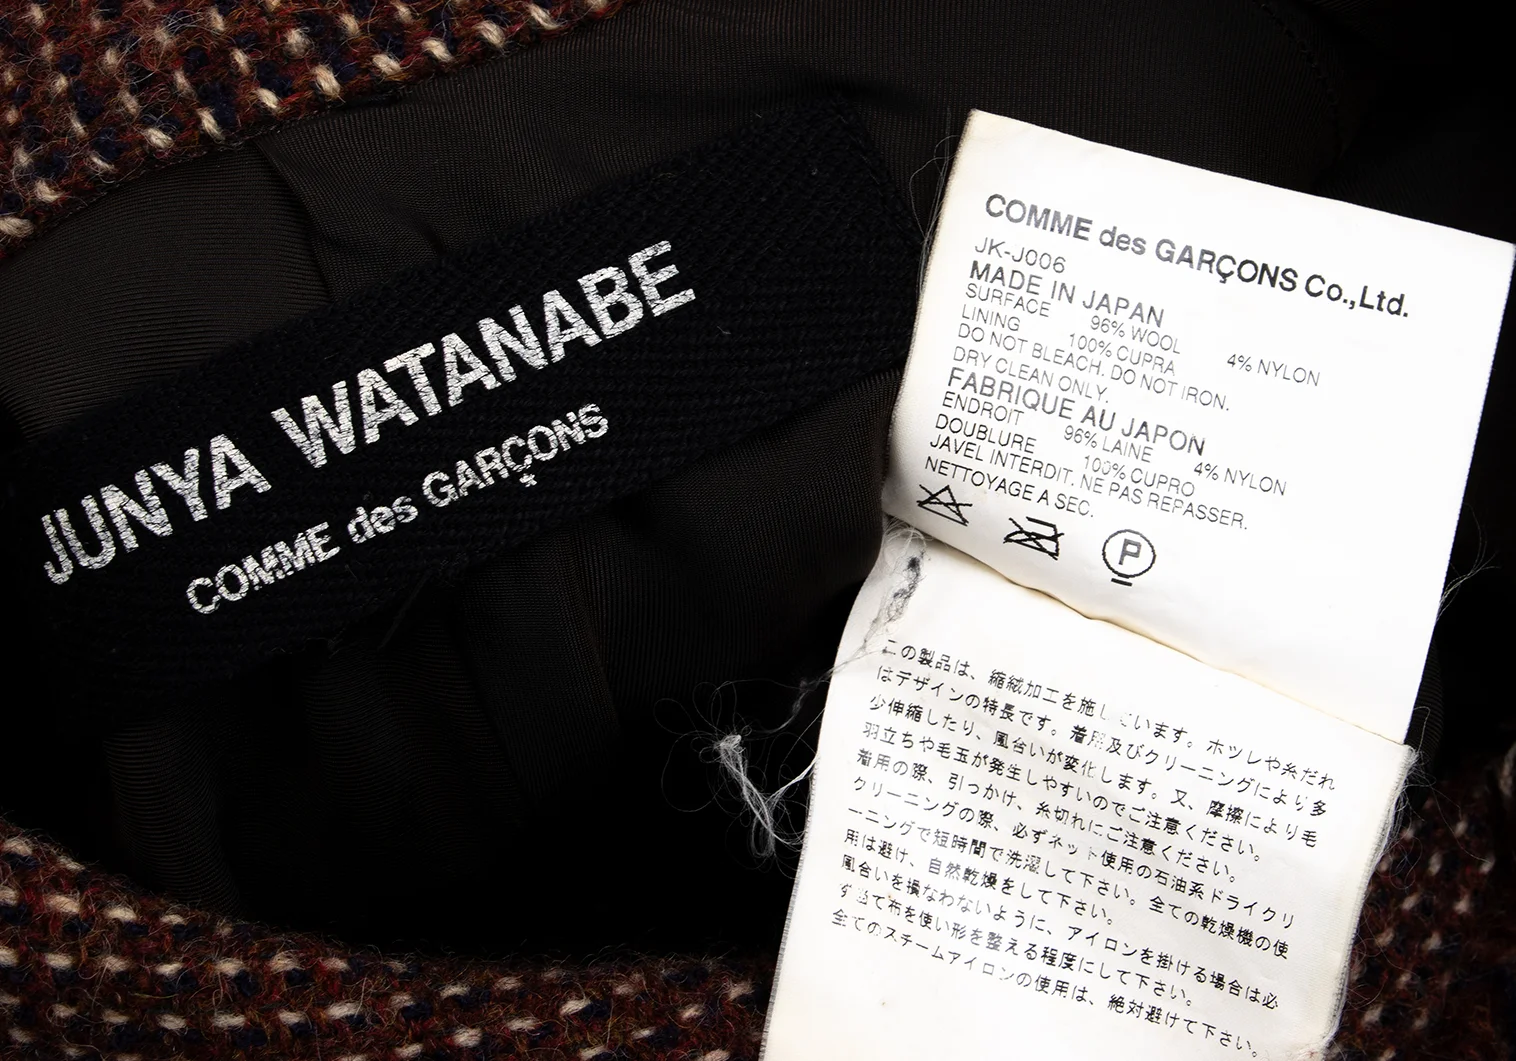 JUNYA WATANABE
COMME des GARÇONS
COMME des GARÇONS Co.,Ltd.
JK-J006
MADE IN JAPAN
SURFACE 96% WOOL 4% NYLON
LINING 100% CUPRA
DO NOT BLEACH. DO NOT IRON.
DRY CLEAN ONLY.
FABRIQUE AU JAPON
ENDROIT 96% LAINE 4% NYLON
DOUBLURE 100% CUPRO
JAVEL INTERDIT. NE PAS REPASSER.
NETTOYAGE A SEC.
P
この製品は、縮絨加工を施しています。ホツレや糸だれ
はデザインの特長です。着用及びクリーニングにより多
少伸縮したり、風合いが変化します。又、摩擦により毛
羽立ちや毛玉が発生しやすいのでご注意ください。
着用の際、引っかけ、糸切れにご注意ください。
クリーニングの際、必ずネット使用の石油系ドライクリ
ーニングで短時間で洗濯して下さい。全ての乾燥機の使
用は避け、自然乾燥をして下さい。
風合いを損なわないように、アイロンを掛ける場合は必
ず当て布を使い形を整える程度にして下さい。
全てのスチームアイロンの使用は、絶対避けて下さい。